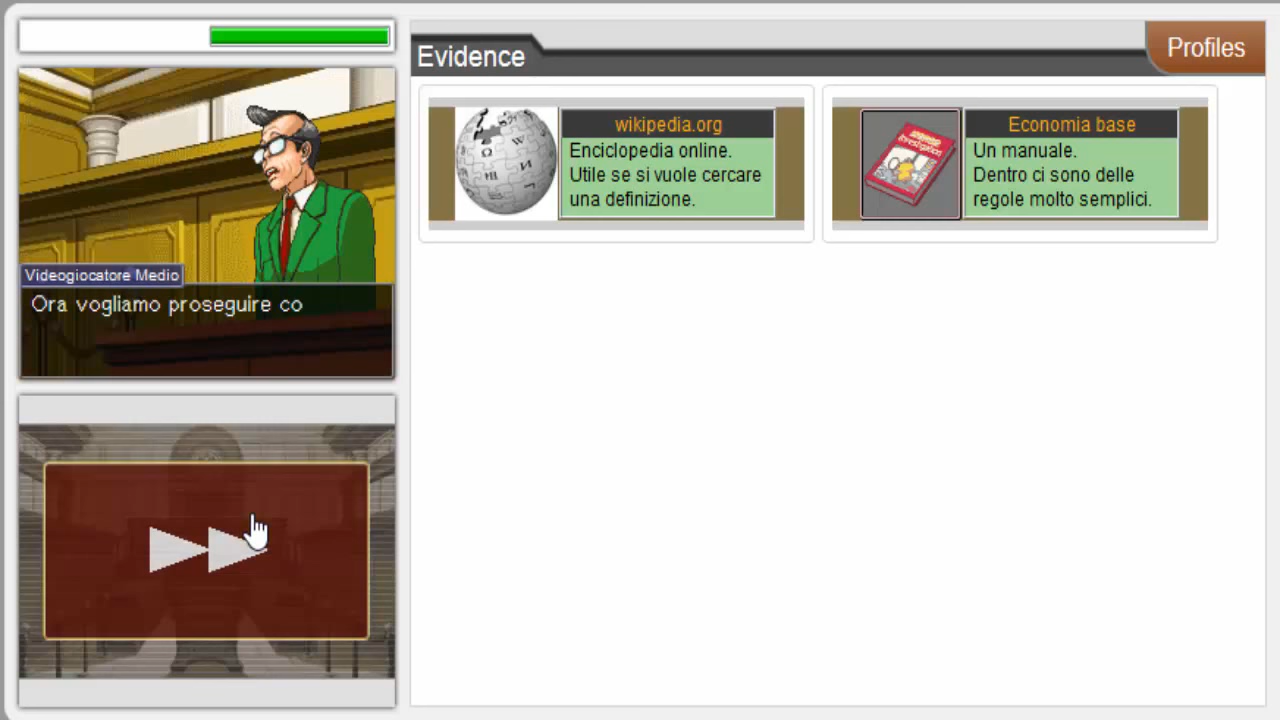 Evidence
Profiles
wikipedia.org
Enciclopedia online.
Utile se si vuole cercare
una definizione.
Economia base
Un manuale.
Dentro ci sono delle
regole molto semplici.
Videogiocatore Medio
Ora vogliamo proseguire co